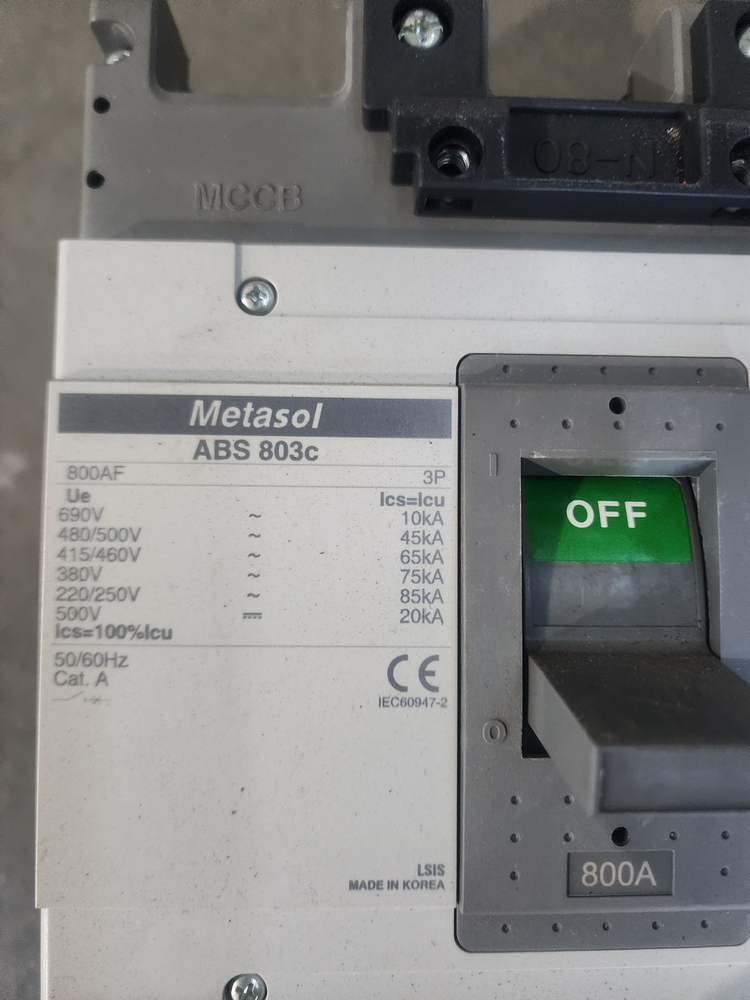 N-80
MCCB
Metasol
ABS 803c
800AF 3P
Ue Ics=Icu
690V ~ 10kA
480/500V ~ 45kA
415/460V ~ 65kA
380V ~ 75kA
220/250V ~ 85kA
500V ⎓ 20kA
Ics=100%Icu
50/60Hz
Cat. A
CE
IEC60947-2
LSIS
MADE IN KOREA
I
OFF
O
800A